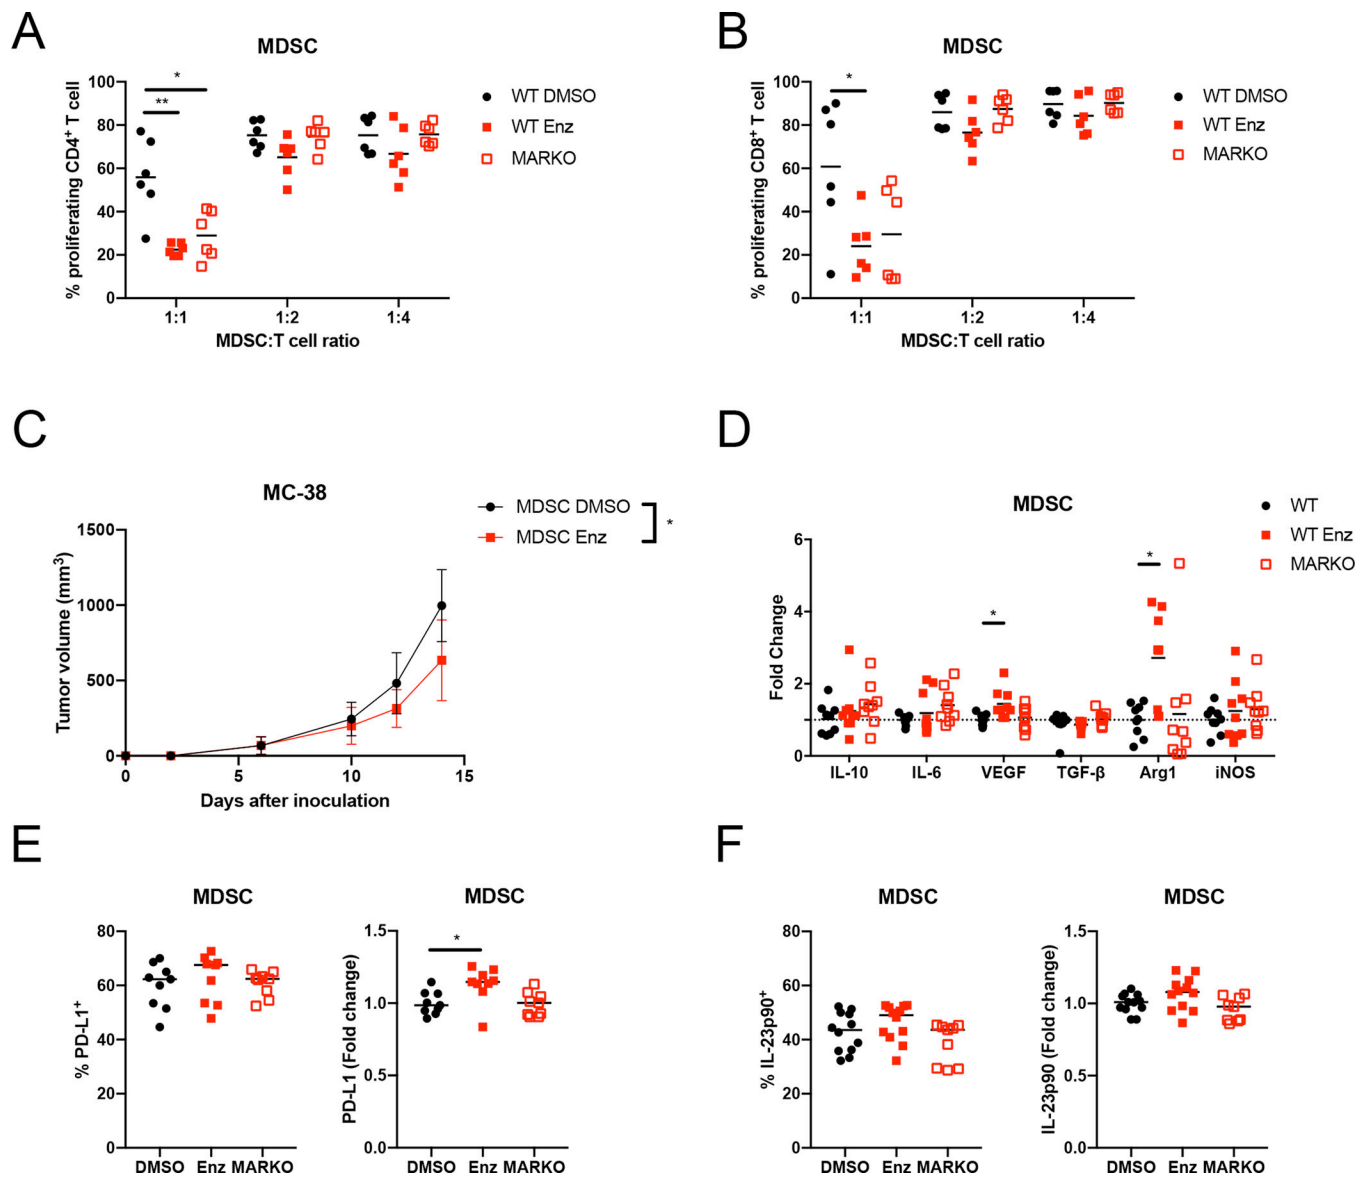 A
MDSC
% proliferating CD4+ T cell
100
80
60
40
20
0
*
**
1:1
1:2
1:4
MDSC:T cell ratio
WT DMSO
WT Enz
MARKO
B
MDSC
% proliferating CD8+ T cell
100
80
60
40
20
0
*
1:1
1:2
1:4
MDSC:T cell ratio
WT DMSO
WT Enz
MARKO
C
MC-38
Tumor volume (mm3)
1500
1000
500
0
0
5
10
15
Days after inoculation
MDSC DMSO
MDSC Enz
*
D
MDSC
Fold Change
6
4
2
0
*
*
IL-10
IL-6
VEGF
TGF-β
Arg1
iNOS
WT
WT Enz
MARKO
E
MDSC
% PD-L1+
80
60
40
20
0
DMSO
Enz
MARKO
MDSC
PD-L1 (Fold change)
1.5
1.0
0.5
0.0
*
DMSO
Enz
MARKO
F
MDSC
% IL-23p90+
80
60
40
20
0
DMSO
Enz
MARKO
MDSC
IL-23p90 (Fold change)
1.5
1.0
0.5
0.0
DMSO
Enz
MARKO